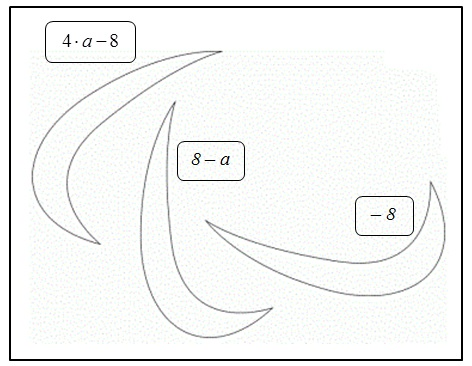 4 · a – 8
8 – a
– 8